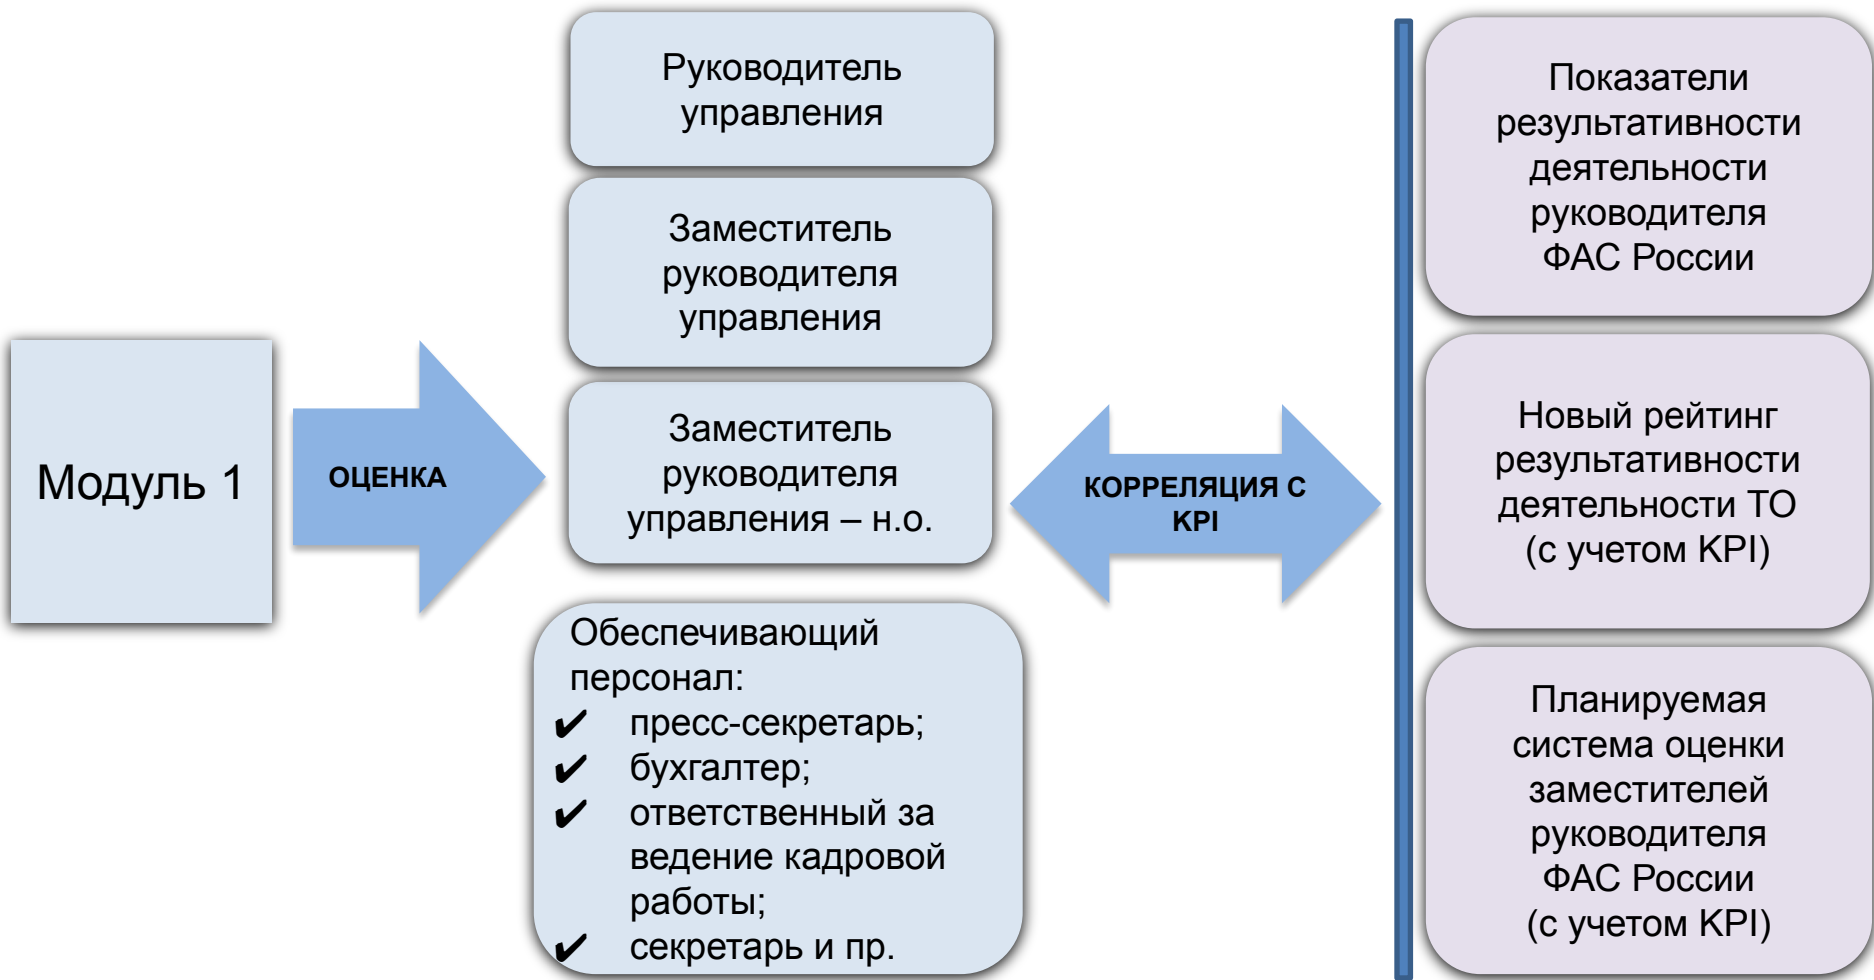 Модуль 1
ОЦЕНКА
Руководитель
управления
Заместитель
руководителя
управления
Заместитель
руководителя
управления – н.о.
Обеспечивающий
персонал:
✔ пресс-секретарь;
✔ бухгалтер;
✔ ответственный за
ведение кадровой
работы;
✔ секретарь и пр.
КОРРЕЛЯЦИЯ С
KPI
Показатели
результативности
деятельности
руководителя
ФАС России
Новый рейтинг
результативности
деятельности ТО
(с учетом KPI)
Планируемая
система оценки
заместителей
руководителя
ФАС России
(с учетом KPI)